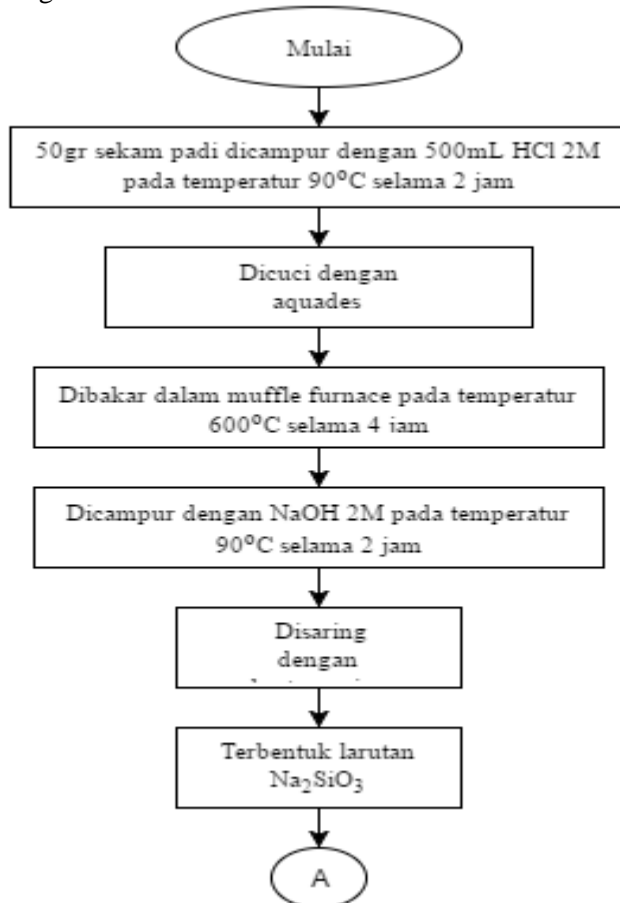 Mulai
50gr sekam padi dicampur dengan 500mL HCl 2M
pada temperatur 90°C selama 2 jam
Dicuci dengan
aquades
Dibakar dalam muffle furnace pada temperatur
600°C selama 4 jam
Dicampur dengan NaOH 2M pada temperatur
90°C selama 2 jam
Disaring
dengan
Terbentuk larutan
Na₂SiO₃
A